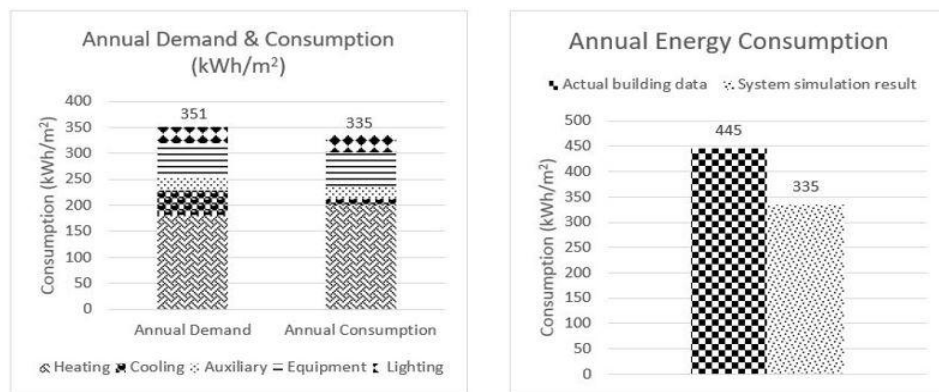 Annual Demand & Consumption
(kWh/m²)
Consumption (kWh/m²)
400
350
300
250
200
150
100
50
0
351
335
Annual Demand
Annual Consumption
Heating Cooling Auxiliary Equipment Lighting
Annual Energy Consumption
Actual building data System simulation result
Consumption (kWh/m²)
500
450
400
350
300
250
200
150
100
50
0
445
335